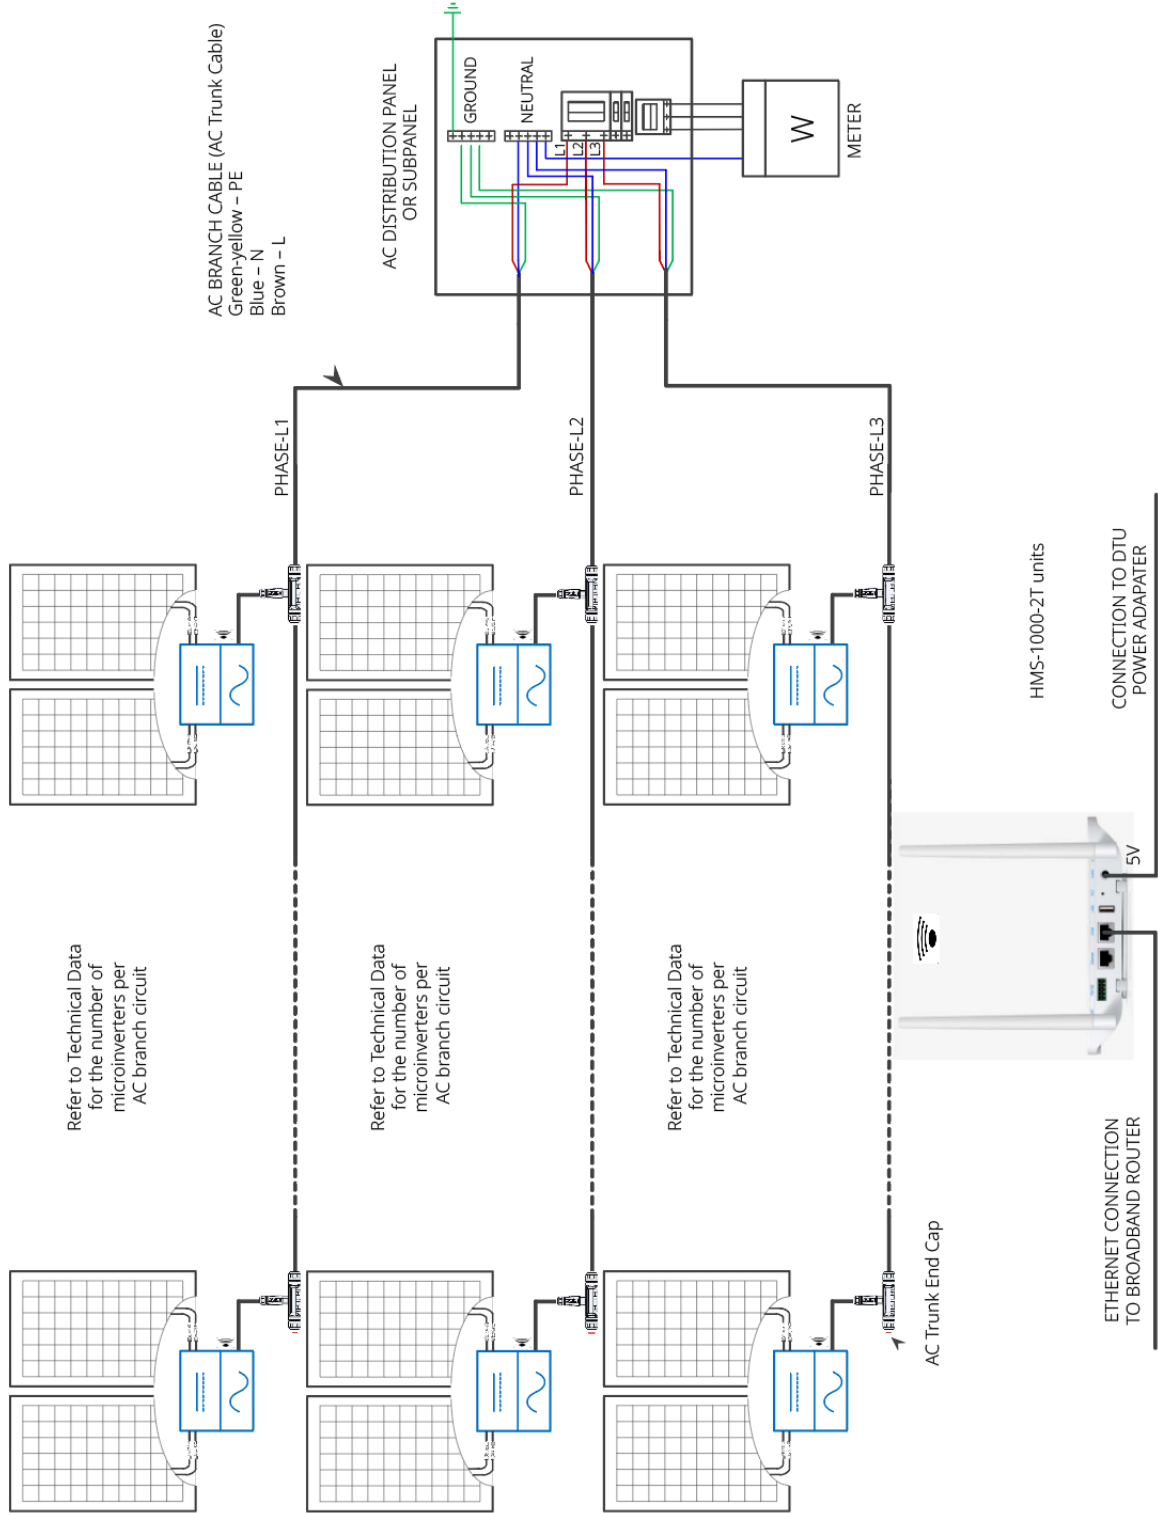 AC BRANCH CABLE (AC Trunk Cable)
Green-yellow – PE
Blue – N
Brown – L
AC DISTRIBUTION PANEL
OR SUBPANEL
GROUND
NEUTRAL
L1
L2
L3
W
METER
PHASE-L1
PHASE-L2
PHASE-L3
Refer to Technical Data
for the number of
microinverters per
AC branch circuit
Refer to Technical Data
for the number of
microinverters per
AC branch circuit
Refer to Technical Data
for the number of
microinverters per
AC branch circuit
AC Trunk End Cap
HMS-1000-2T units
CONNECTION TO DTU
POWER ADAPATER
5V
ETHERNET CONNECTION
TO BROADBAND ROUTER